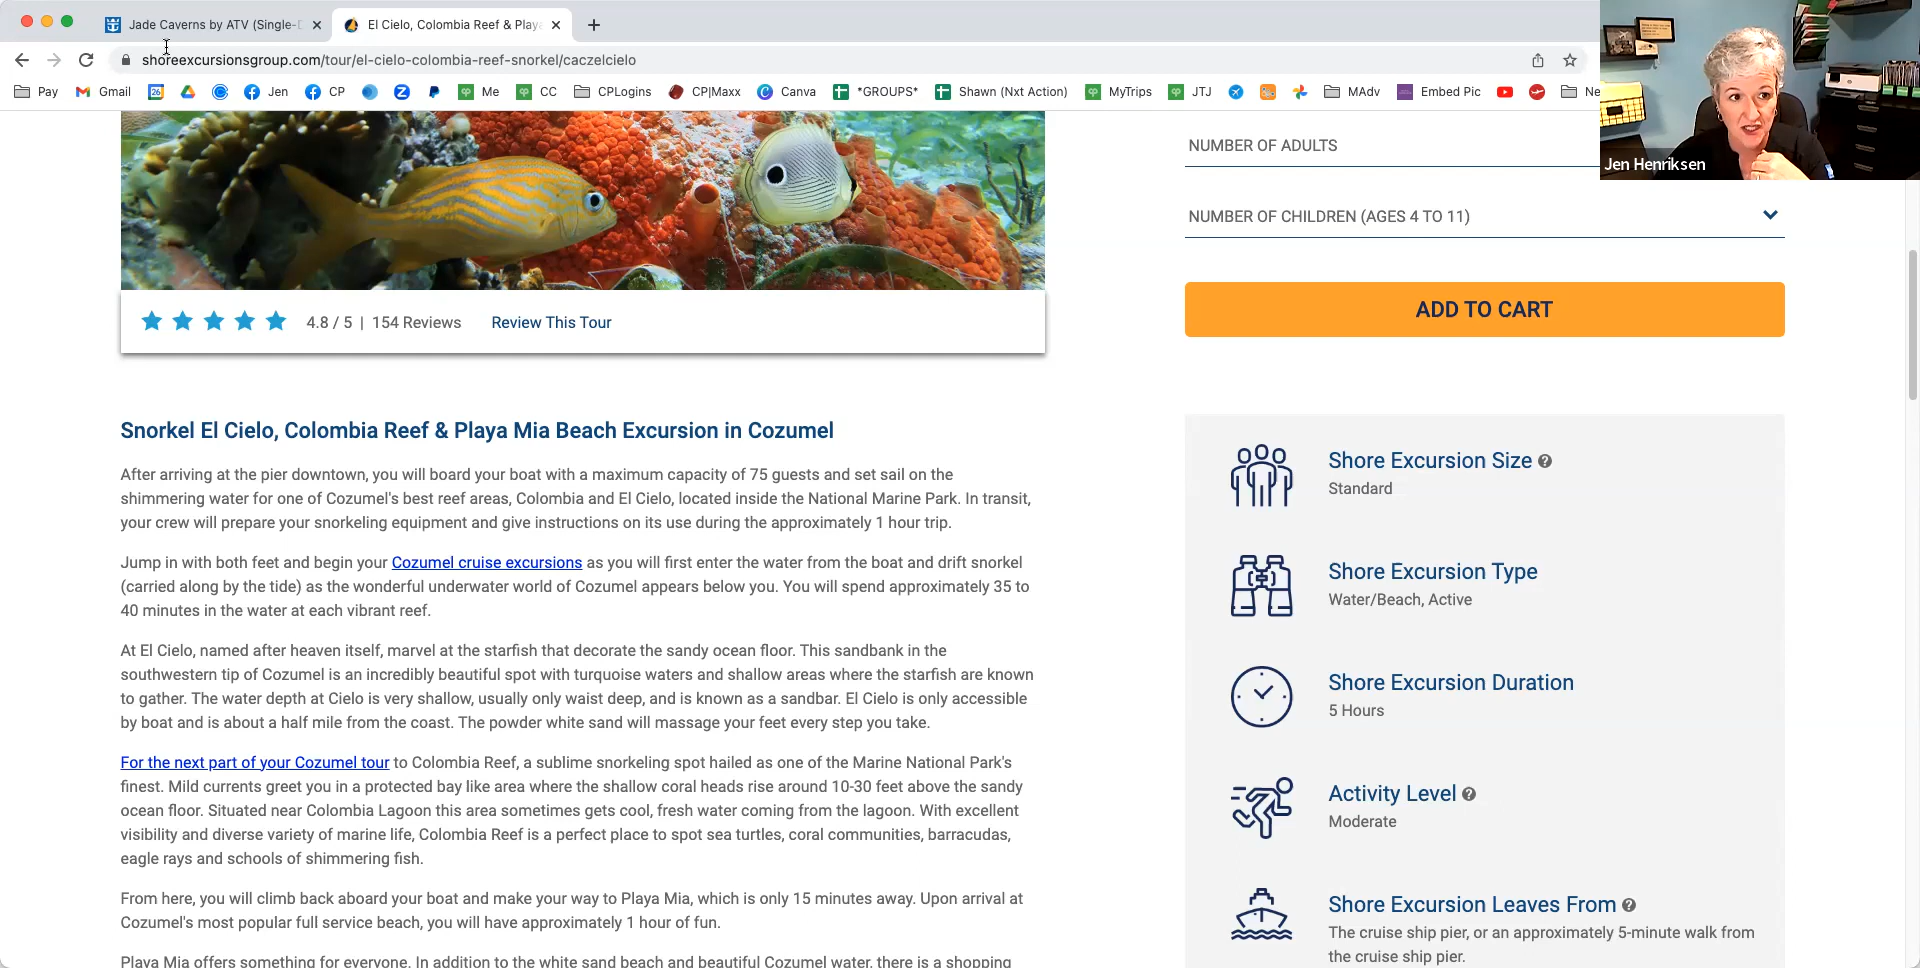 Jade Caverns by ATV (Single-D
El Cielo, Colombia Reef & Play
shoreexcursionsgroup.com/tour/el-cielo-colombia-reef-snorkel/caczelcielo
Pay
Gmail
26
Jen
CP
Me
CC
CPLogins
CP|Maxx
Canva
*GROUPS*
Shawn (Nxt Action)
MyTrips
JTJ
MAdv
Embed Pic
Ne
Jen Henriksen
NUMBER OF ADULTS
NUMBER OF CHILDREN (AGES 4 TO 11)
ADD TO CART
4.8 / 5 | 154 Reviews Review This Tour
Snorkel El Cielo, Colombia Reef & Playa Mia Beach Excursion in Cozumel
After arriving at the pier downtown, you will board your boat with a maximum capacity of 75 guests and set sail on the
shimmering water for one of Cozumel's best reef areas, Colombia and El Cielo, located inside the National Marine Park. In transit,
your crew will prepare your snorkeling equipment and give instructions on its use during the approximately 1 hour trip.
Jump in with both feet and begin your Cozumel cruise excursions as you will first enter the water from the boat and drift snorkel
(carried along by the tide) as the wonderful underwater world of Cozumel appears below you. You will spend approximately 35 to
40 minutes in the water at each vibrant reef.
At El Cielo, named after heaven itself, marvel at the starfish that decorate the sandy ocean floor. This sandbank in the
southwestern tip of Cozumel is an incredibly beautiful spot with turquoise waters and shallow areas where the starfish are known
to gather. The water depth at Cielo is very shallow, usually only waist deep, and is known as a sandbar. El Cielo is only accessible
by boat and is about a half mile from the coast. The powder white sand will massage your feet every step you take.
For the next part of your Cozumel tour to Colombia Reef, a sublime snorkeling spot hailed as one of the Marine National Park's
finest. Mild currents greet you in a protected bay like area where the shallow coral heads rise around 10-30 feet above the sandy
ocean floor. Situated near Colombia Lagoon this area sometimes gets cool, fresh water coming from the lagoon. With excellent
visibility and diverse variety of marine life, Colombia Reef is a perfect place to spot sea turtles, coral communities, barracudas,
eagle rays and schools of shimmering fish.
From here, you will climb back aboard your boat and make your way to Playa Mia, which is only 15 minutes away. Upon arrival at
Cozumel's most popular full service beach, you will have approximately 1 hour of fun.
Playa Mia offers something for everyone. In addition to the white sand beach and beautiful Cozumel water, there is a shopping
Shore Excursion Size
Standard
Shore Excursion Type
Water/Beach, Active
Shore Excursion Duration
5 Hours
Activity Level
Moderate
Shore Excursion Leaves From
The cruise ship pier, or an approximately 5-minute walk from
the cruise ship pier.